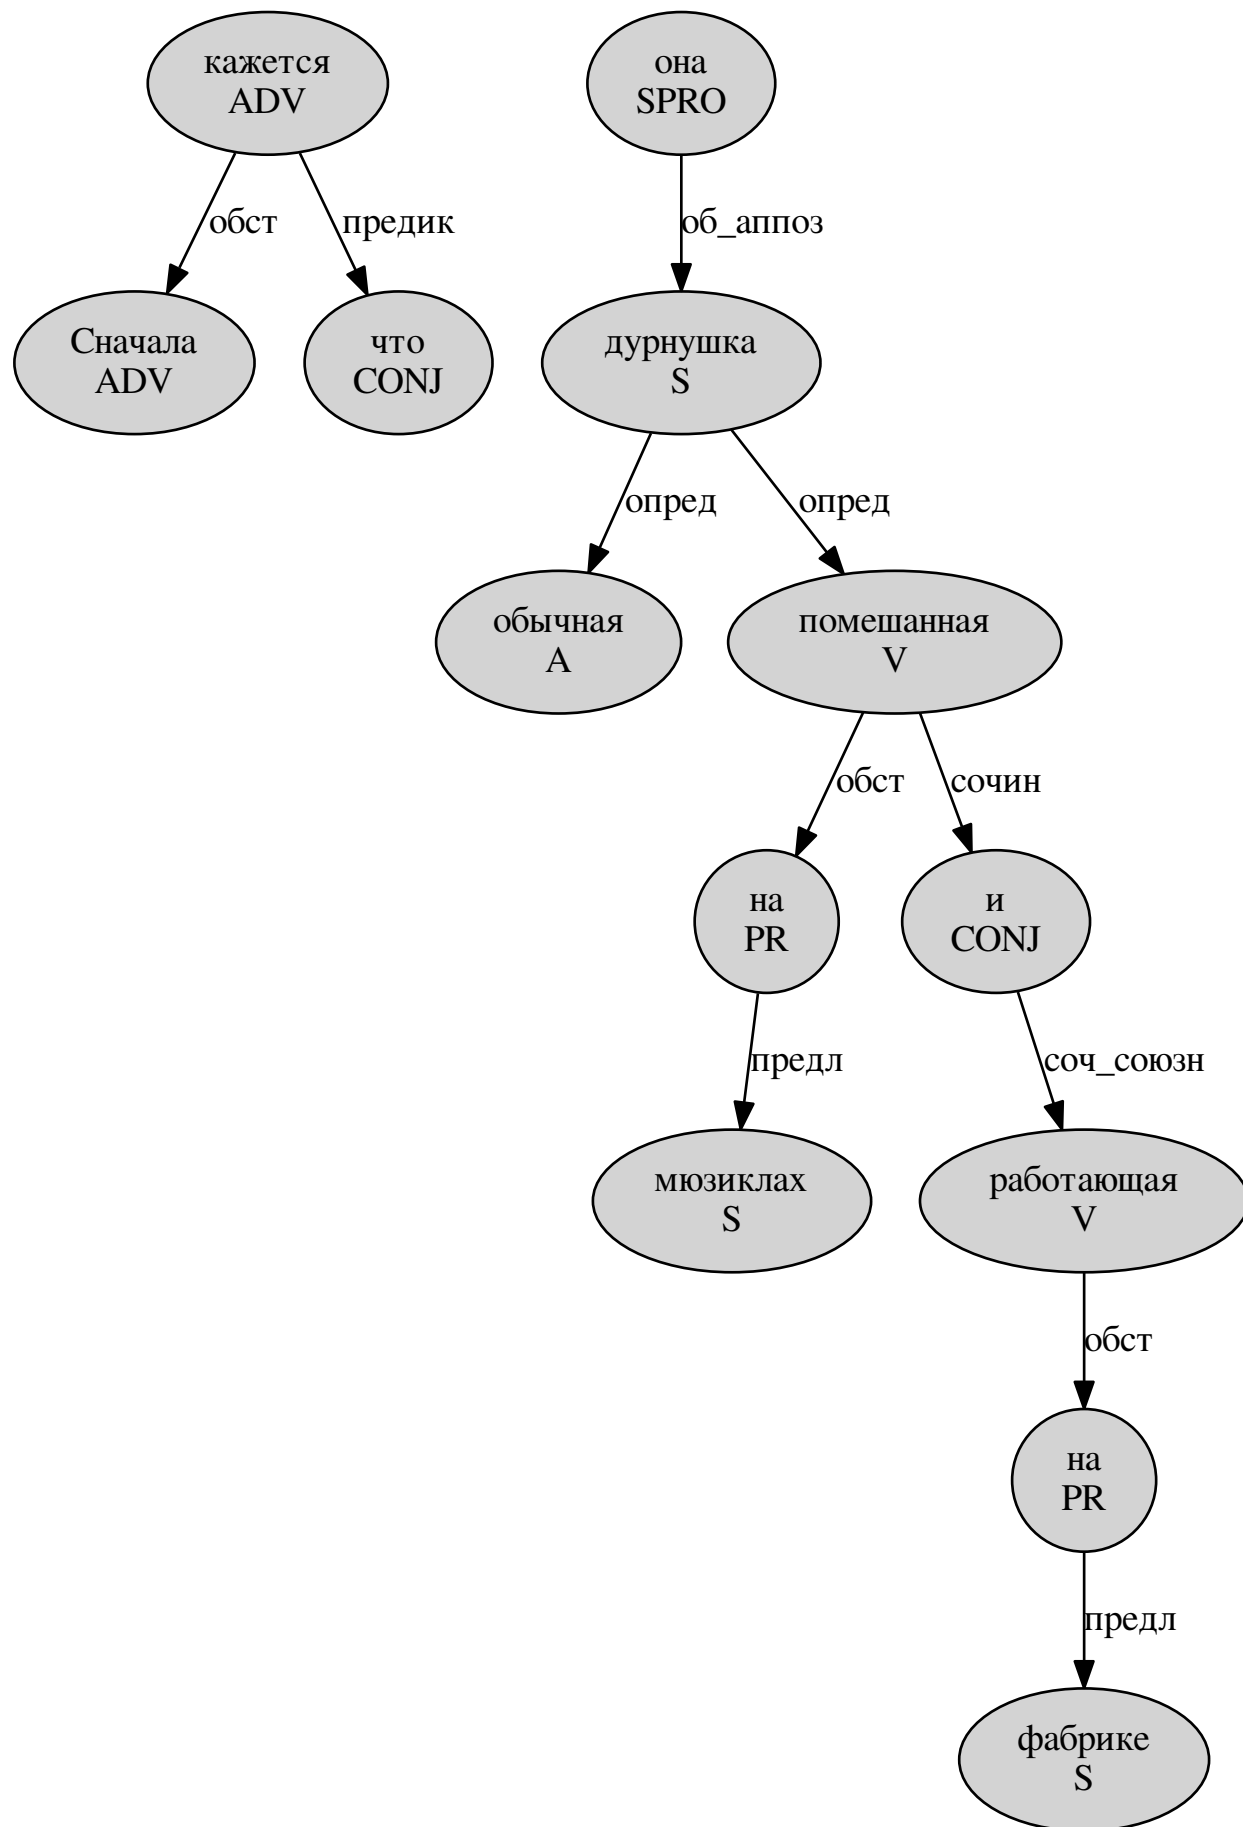 кажется
ADV
она
SPRO
обст
предик
об_аппоз
Сначала
ADV
что
CONJ
дурнушка
S
опред
опред
обычная
A
помешанная
V
обст
сочин
на
PR
и
CONJ
предл
соч_союзн
мюзиклах
S
работающая
V
обст
на
PR
предл
фабрике
S